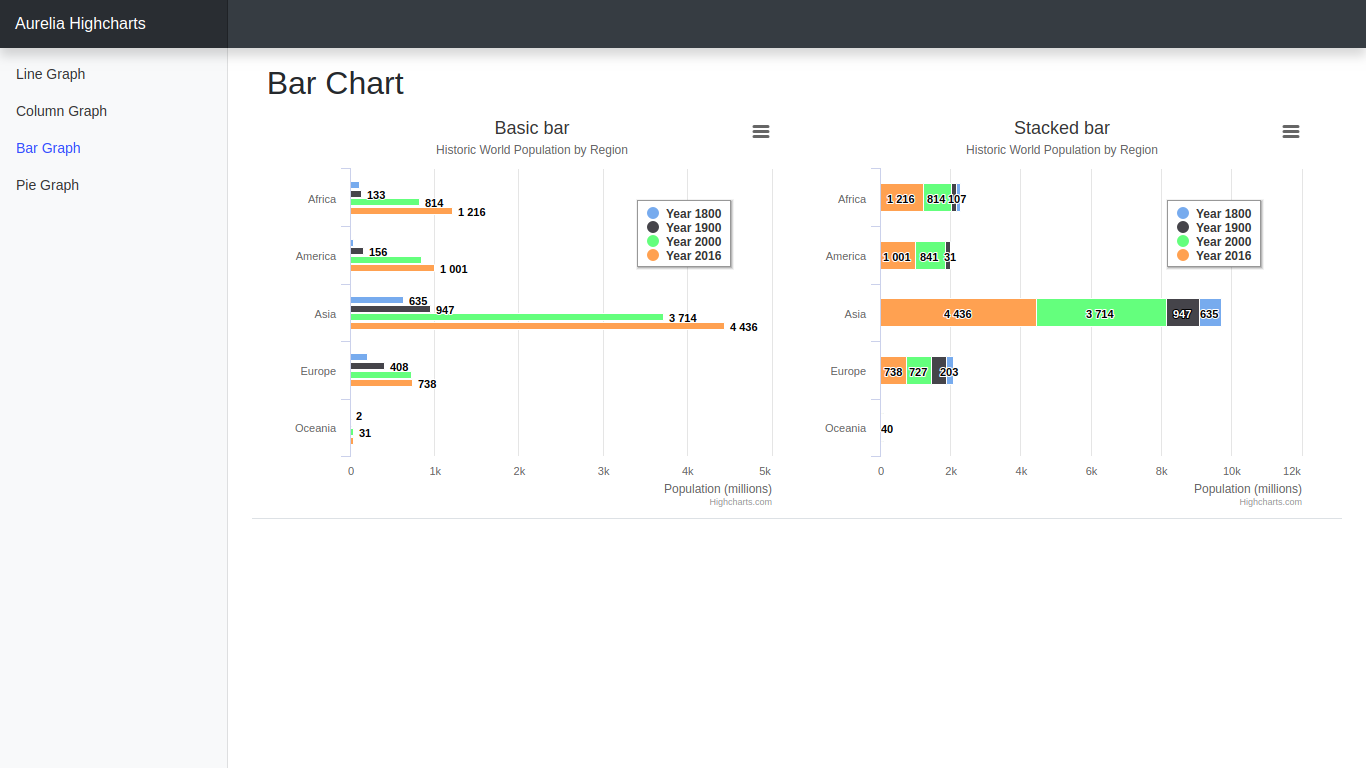 Aurelia Highcharts
Line Graph
Column Graph
Bar Graph
Pie Graph
Bar Chart
Basic bar
Historic World Population by Region
Africa
America
Asia
Europe
Oceania
133
814
1 216
156
1 001
635
947
3 714
4 436
408
738
2
31
Year 1800
Year 1900
Year 2000
Year 2016
0 1k 2k 3k 4k 5k
Population (millions)
Highcharts.com
Stacked bar
Historic World Population by Region
Africa
America
Asia
Europe
Oceania
1 216 814 107
1 001 841 31
4 436 3 714 947 635
738 727 203
40
Year 1800
Year 1900
Year 2000
Year 2016
0 2k 4k 6k 8k 10k 12k
Population (millions)
Highcharts.com